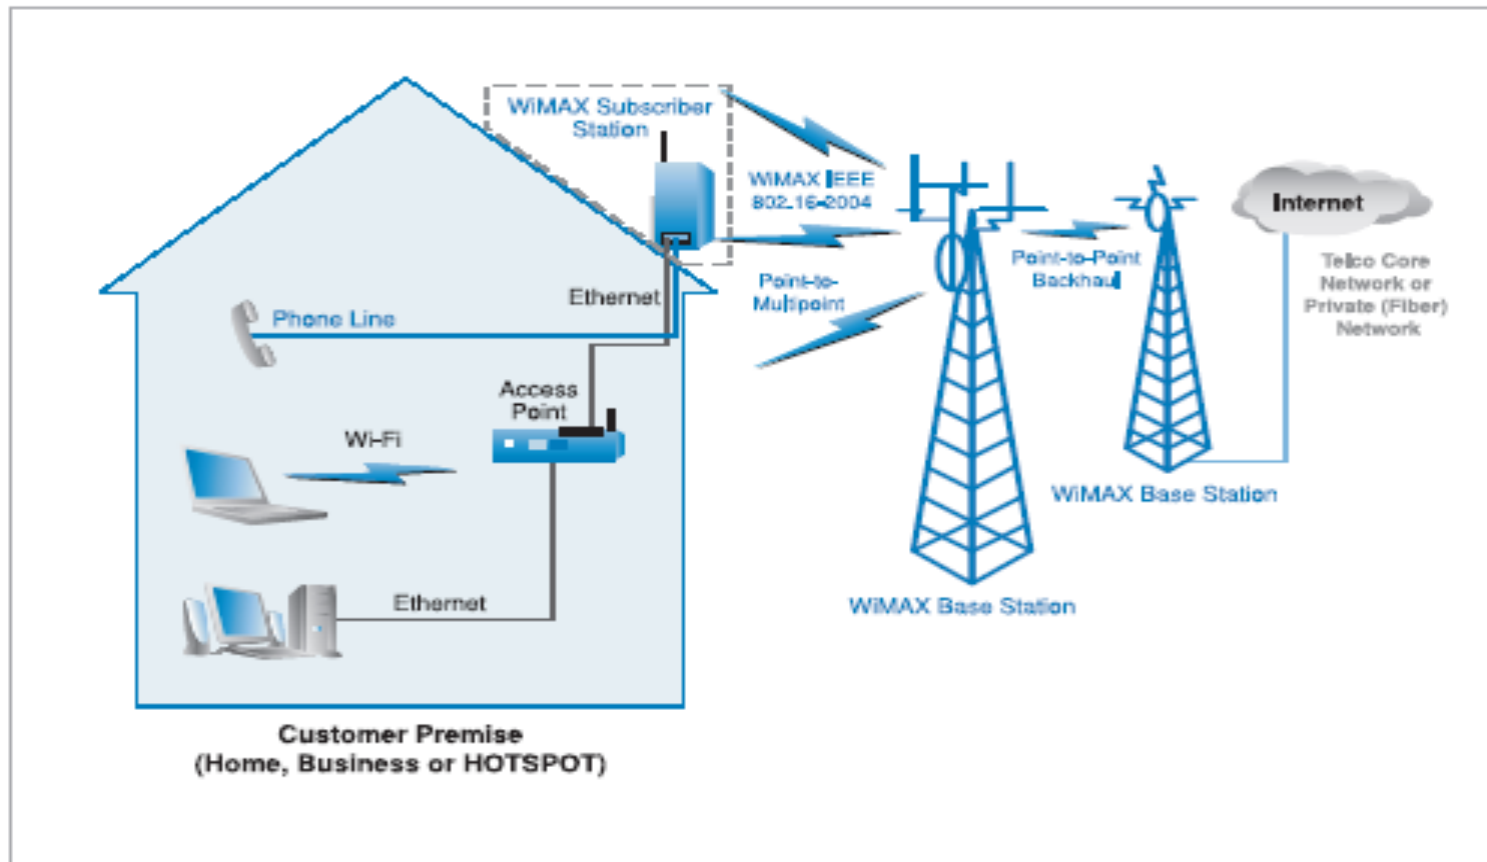 WiMAX Subscriber
Station
WiMAX IEEE
802.16-2004
Internet
Point-to-Point
Backhaul
Telco Core
Network or
Private (Fiber)
Network
Point-to-
Multipoint
Ethernet
Phone Line
Access
Point
Wi-Fi
WiMAX Base Station
Ethernet
WiMAX Base Station
Customer Premise
(Home, Business or HOTSPOT)